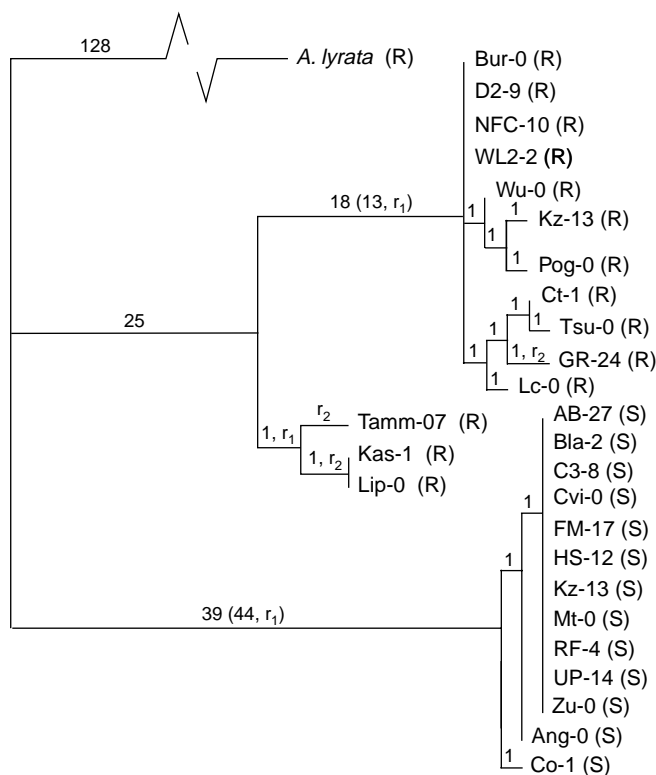 128
A. lyrata (R)
Bur-0 (R)
D2-9 (R)
NFC-10 (R)
WL2-2 (R)
Wu-0 (R)
18 (13, r₁)
1
1
Kz-13 (R)
1
1
Pog-0 (R)
Ct-1 (R)
1
1
Tsu-0 (R)
25
1
1
1, r₂
GR-24 (R)
1
Lc-0 (R)
r₂
Tamm-07 (R)
1, r₁
1, r₂
Kas-1 (R)
Lip-0 (R)
AB-27 (S)
Bla-2 (S)
C3-8 (S)
Cvi-0 (S)
1
FM-17 (S)
1
HS-12 (S)
Kz-13 (S)
39 (44, r₁)
Mt-0 (S)
RF-4 (S)
UP-14 (S)
Zu-0 (S)
Ang-0 (S)
1
Co-1 (S)